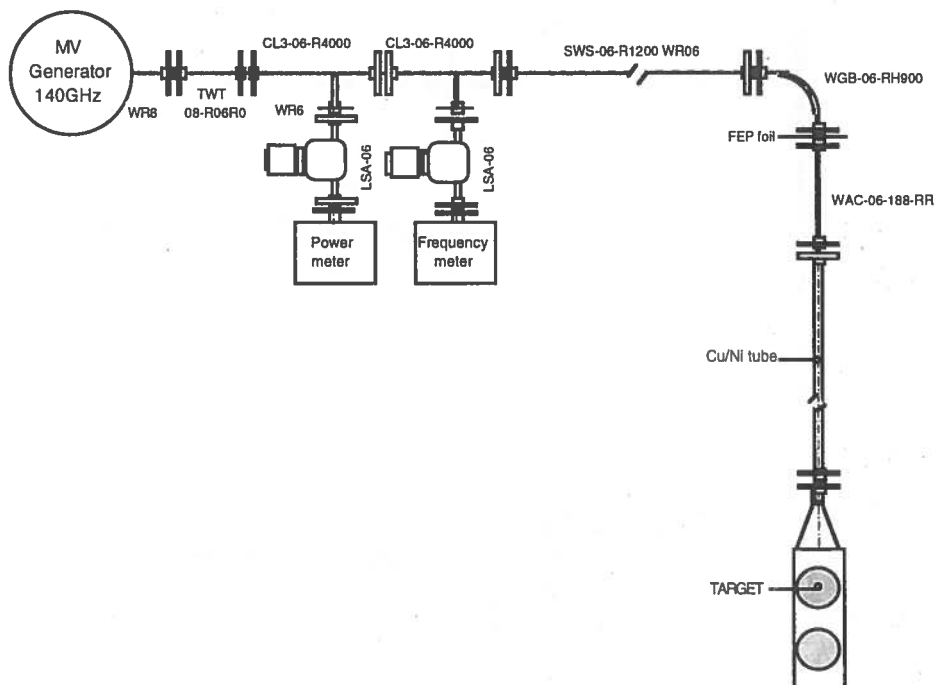 MV
Generator
140GHz
WR8
TWT
08-R06R0
CL3-06-R4000
WR6
CL3-06-R4000
SWS-06-R1200 WR06
WGB-06-RH900
FEP foil
LSA-06
LSA-06
WAC-06-188-RR
Power
meter
Frequency
meter
Cu/Ni tube
TARGET